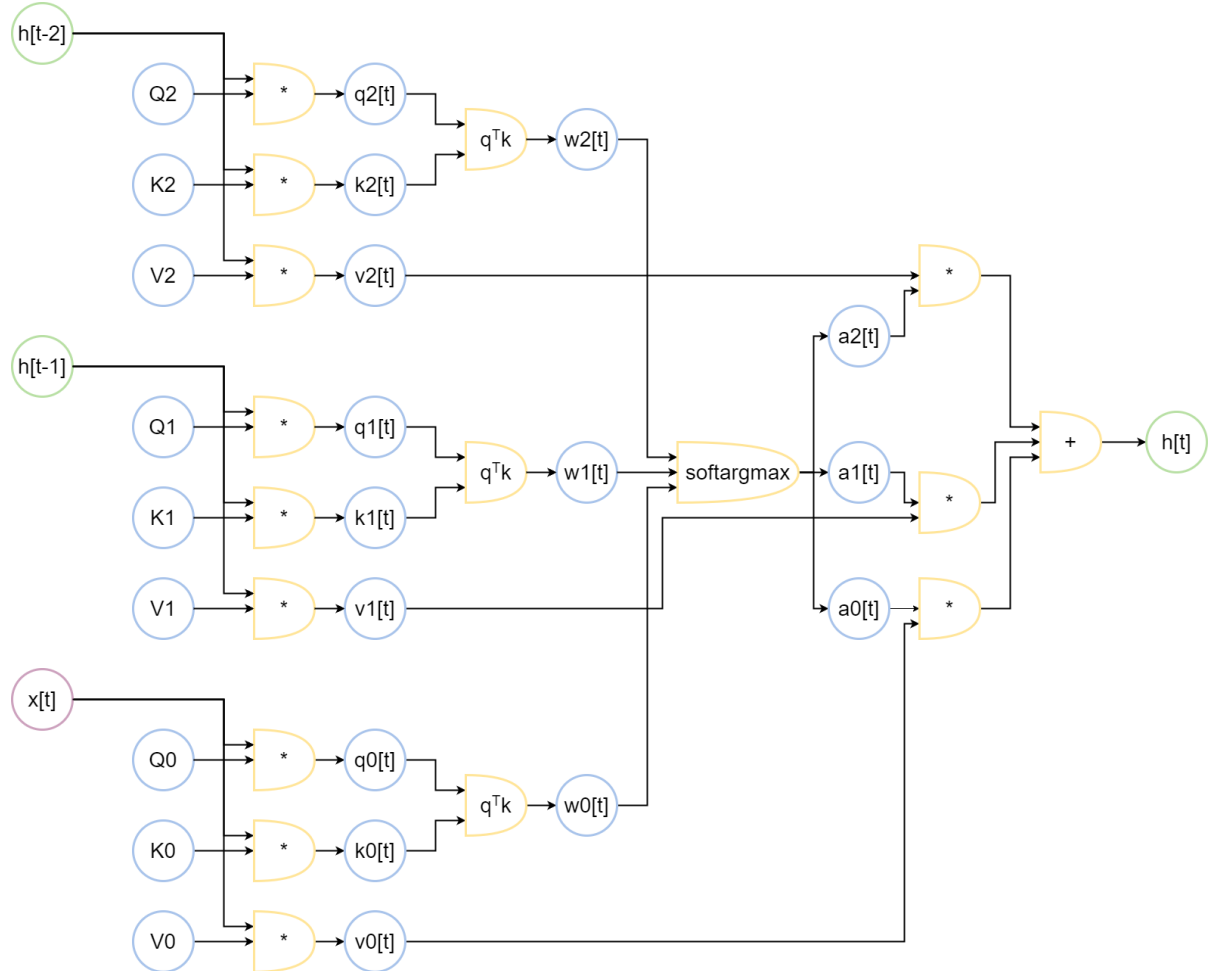 h[t-2]
Q2
*
q2[t]
K2
*
k2[t]
qᵀk
w2[t]
V2
*
v2[t]
*
a2[t]
h[t-1]
Q1
*
q1[t]
K1
*
k1[t]
qᵀk
w1[t]
softargmax
a1[t]
*
+
h[t]
V1
*
v1[t]
a0[t]
*
x[t]
Q0
*
q0[t]
K0
*
k0[t]
qᵀk
w0[t]
V0
*
v0[t]